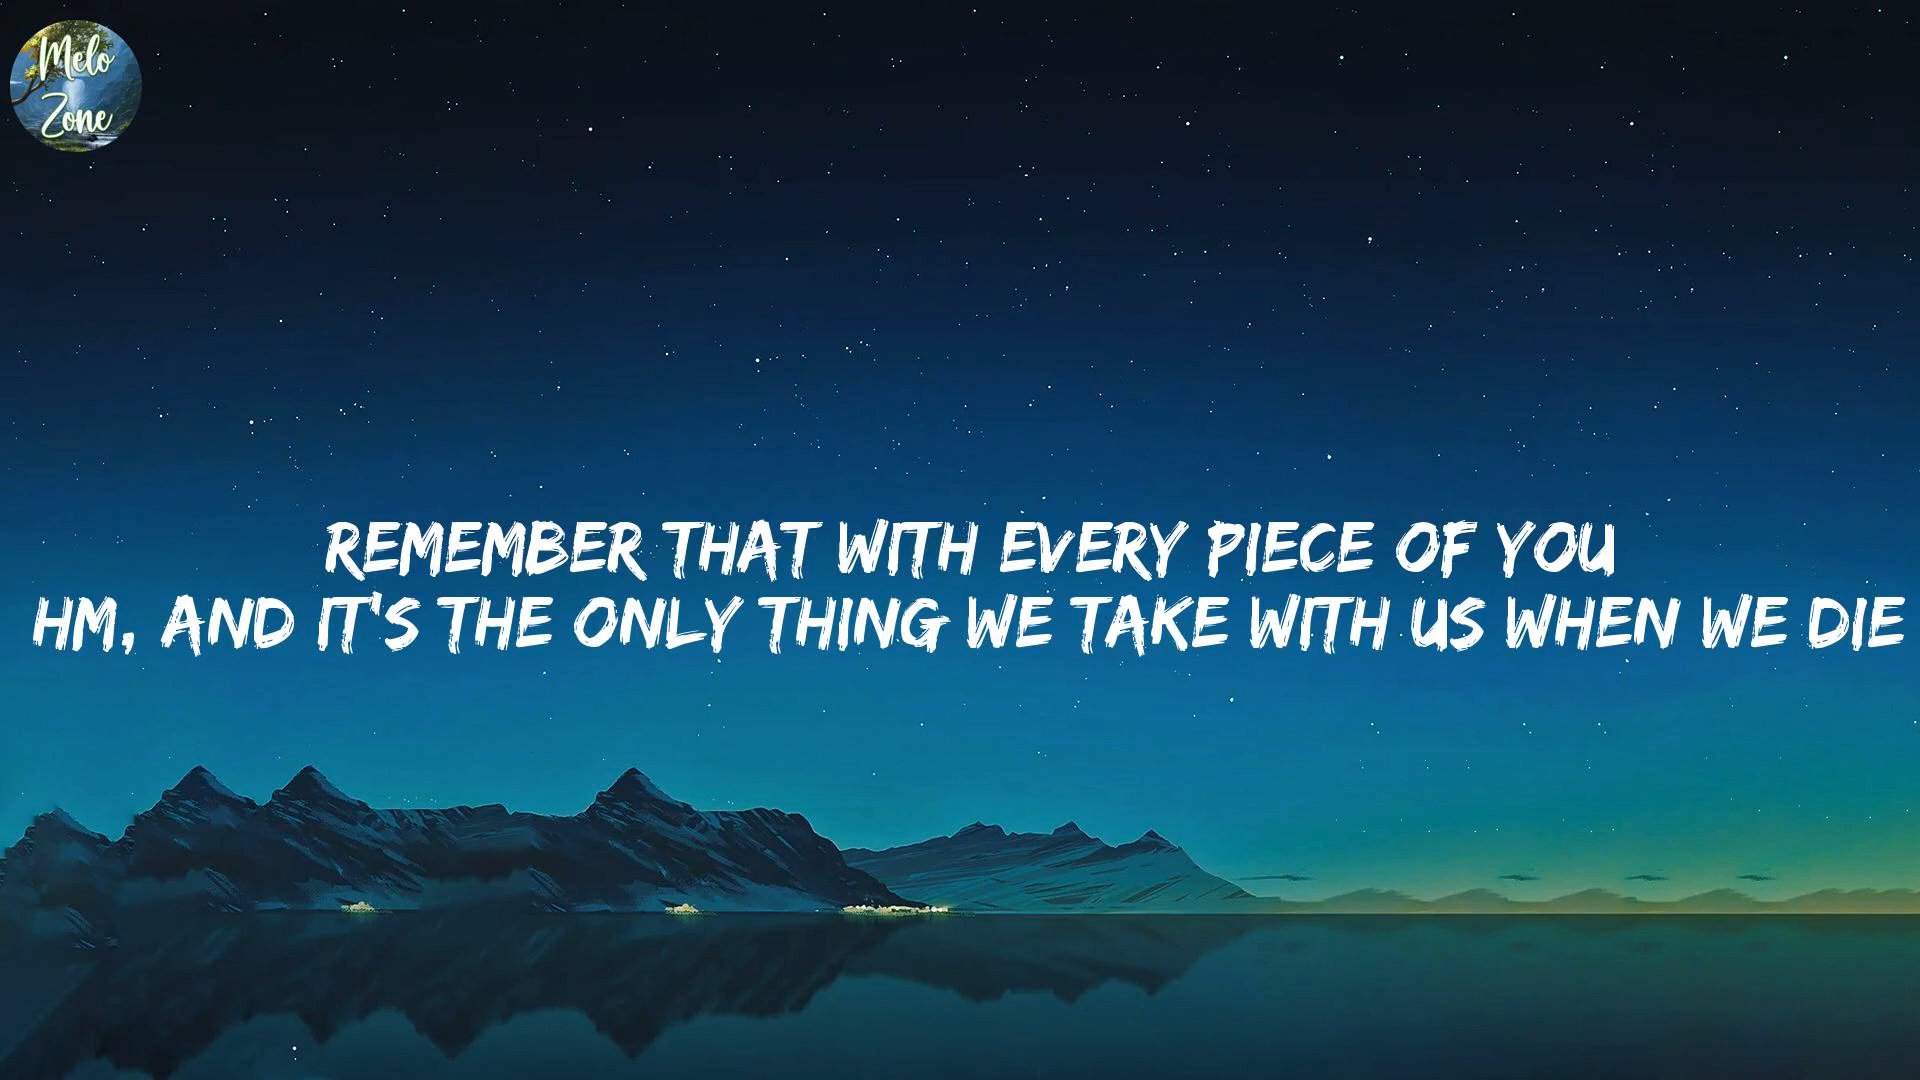 Melo
Zone
REMEMBER THAT WITH EVERY PIECE OF YOU
HM, AND IT'S THE ONLY THING WE TAKE WITH US WHEN WE DIE